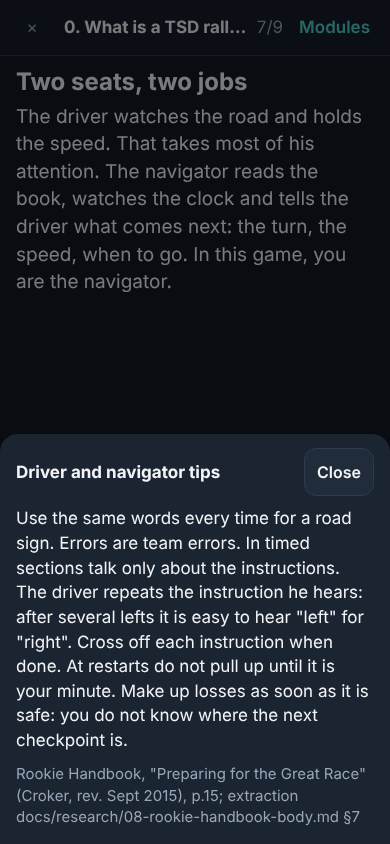 × 0. What is a TSD rall... 7/9 Modules
Two seats, two jobs
The driver watches the road and holds
the speed. That takes most of his
attention. The navigator reads the
book, watches the clock and tells the
driver what comes next: the turn, the
speed, when to go. In this game, you
are the navigator.
Driver and navigator tips
Close
Use the same words every time for a road
sign. Errors are team errors. In timed
sections talk only about the instructions.
The driver repeats the instruction he hears:
after several lefts it is easy to hear "left" for
"right". Cross off each instruction when
done. At restarts do not pull up until it is
your minute. Make up losses as soon as it is
safe: you do not know where the next
checkpoint is.
Rookie Handbook, "Preparing for the Great Race"
(Croker, rev. Sept 2015), p.15; extraction
docs/research/08-rookie-handbook-body.md §7